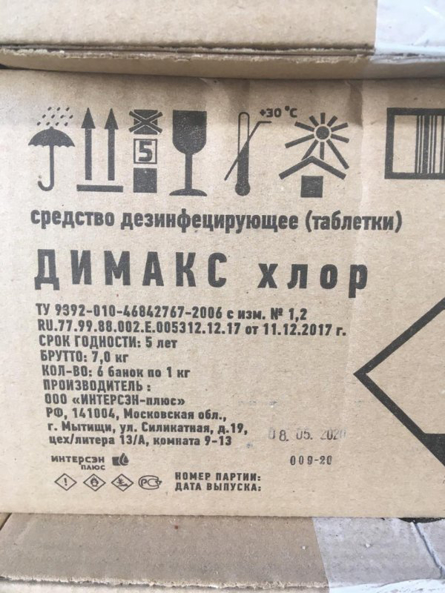 +30 °C
5
средство дезинфецирующее (таблетки)
ДИМАКС хлор
ТУ 9392-010-46842767-2006 с изм. № 1,2
RU.77.99.88.002.Е.005312.12.17 от 11.12.2017 г.
СРОК ГОДНОСТИ: 5 лет
БРУТТО: 7,0 кг
КОЛ-ВО: 6 банок по 1 кг
ПРОИЗВОДИТЕЛЬ :
ООО «ИНТЕРСЭН-плюс»
РФ, 141004, Московская обл.,
г. Мытищи, ул. Силикатная, д.19,
цех/литера 13/А, комната 9-13
08. 05. 2020
009-20
ИНТЕРСЭН
ПЛЮС
РСТ
НОМЕР ПАРТИИ:
ДАТА ВЫПУСКА: